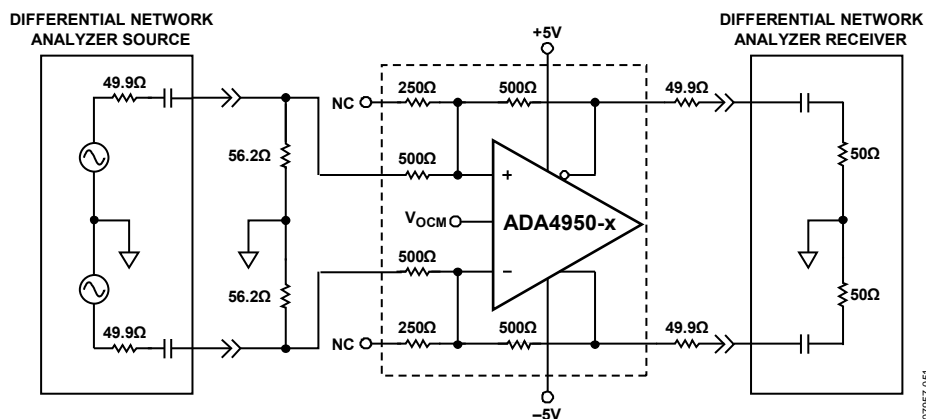 DIFFERENTIAL NETWORK
ANALYZER SOURCE
DIFFERENTIAL NETWORK
ANALYZER RECEIVER
+5V
49.9Ω
NC
250Ω
500Ω
49.9Ω
56.2Ω
500Ω
50Ω
+
VOCM
ADA4950-x
500Ω
−
56.2Ω
50Ω
49.9Ω
NC
250Ω
500Ω
49.9Ω
−5V
07957-051